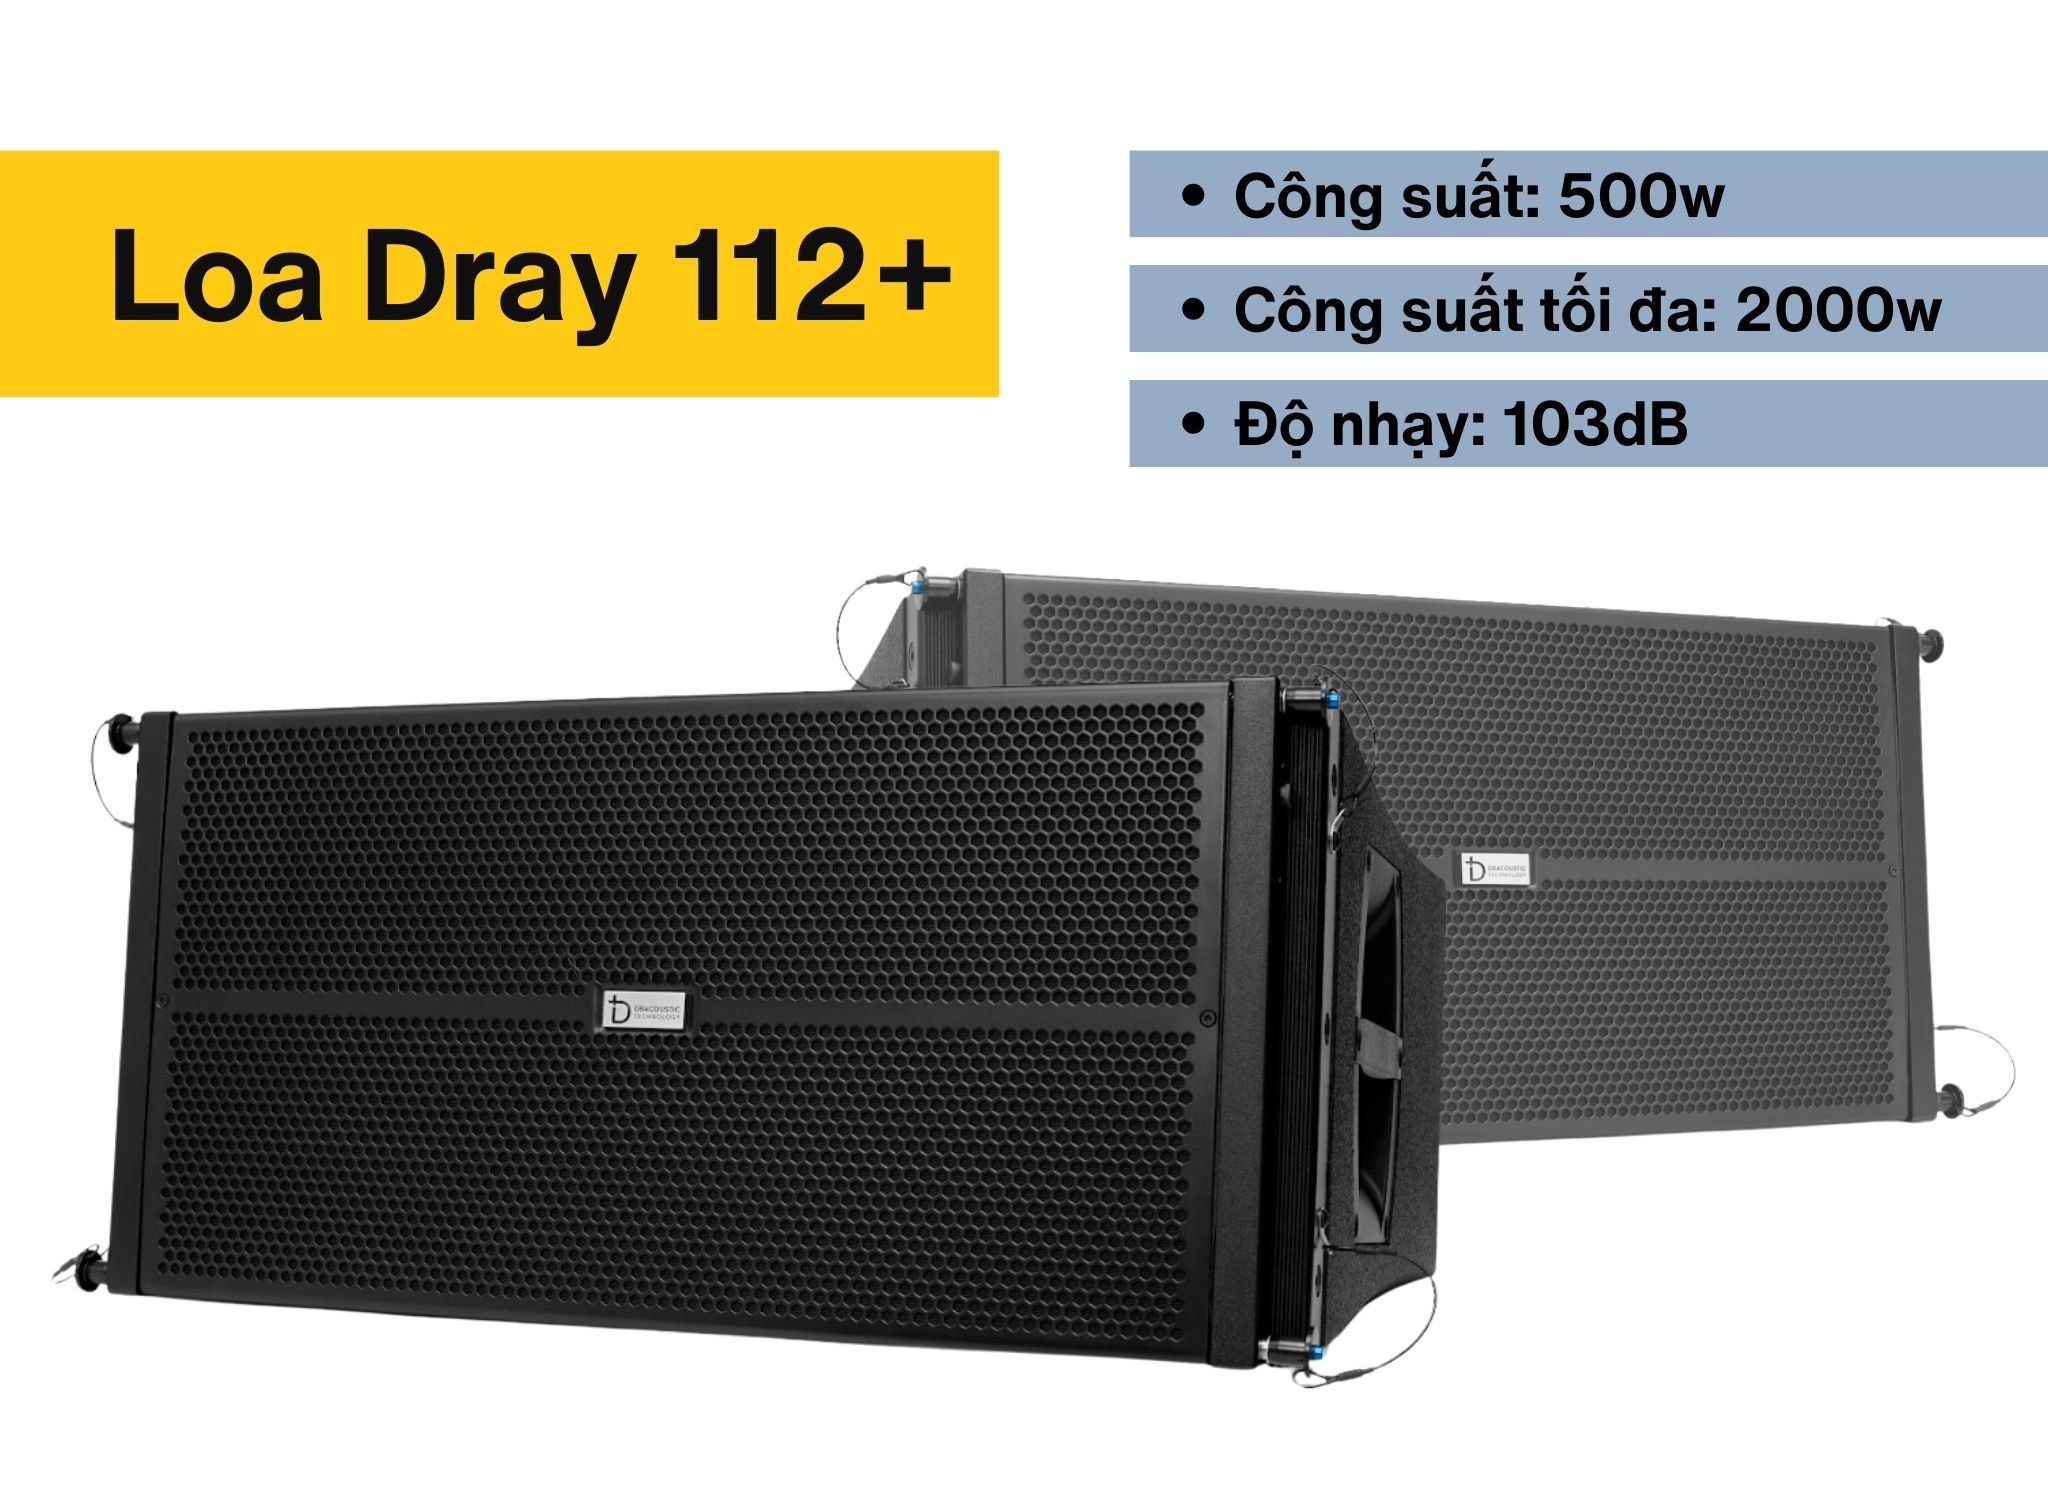 Loa Dray 112+
• Công suất: 500w
• Công suất tối đa: 2000w
• Độ nhạy: 103dB
DBACOUSTIC
TECHNOLOGY
DBACOUSTIC
TECHNOLOGY